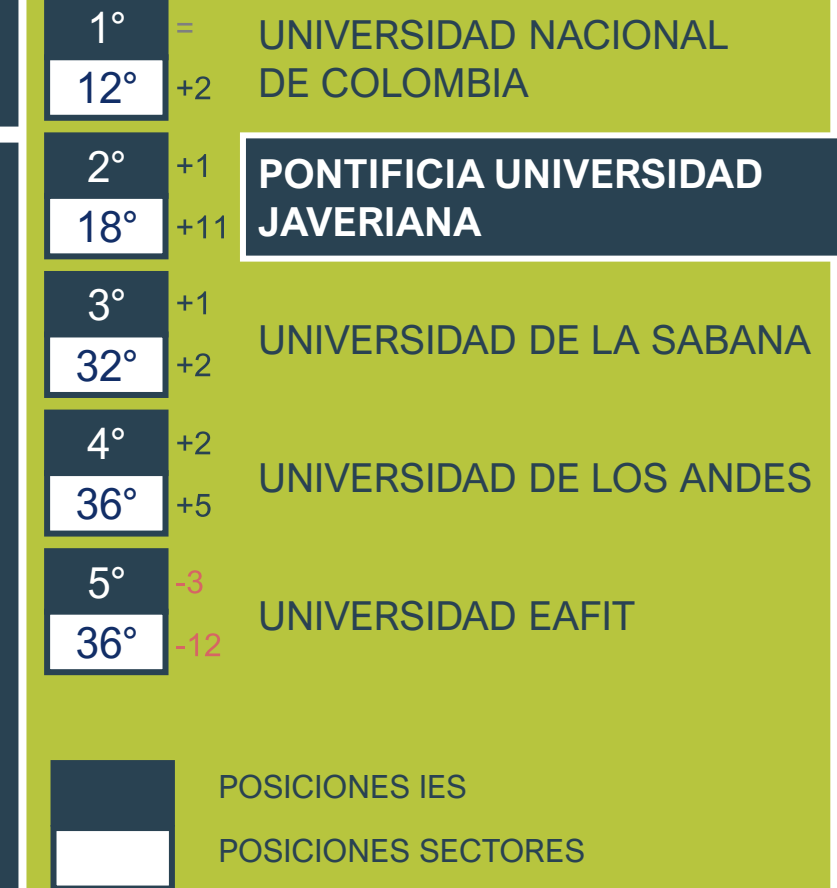 1° = UNIVERSIDAD NACIONAL
12° +2 DE COLOMBIA
2° +1 PONTIFICIA UNIVERSIDAD
18° +11 JAVERIANA
3° +1
UNIVERSIDAD DE LA SABANA
32° +2
4° +2
UNIVERSIDAD DE LOS ANDES
36° +5
5° -3
UNIVERSIDAD EAFIT
36° -12
POSICIONES IES
POSICIONES SECTORES